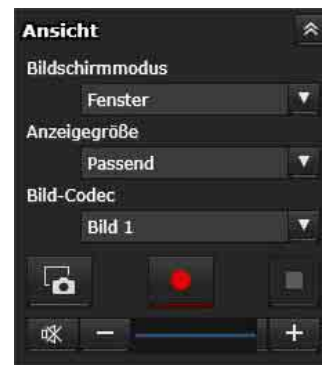 Ansicht
Bildschirmmodus
Fenster
Anzeigegröße
Passend
Bild-Codec
Bild 1